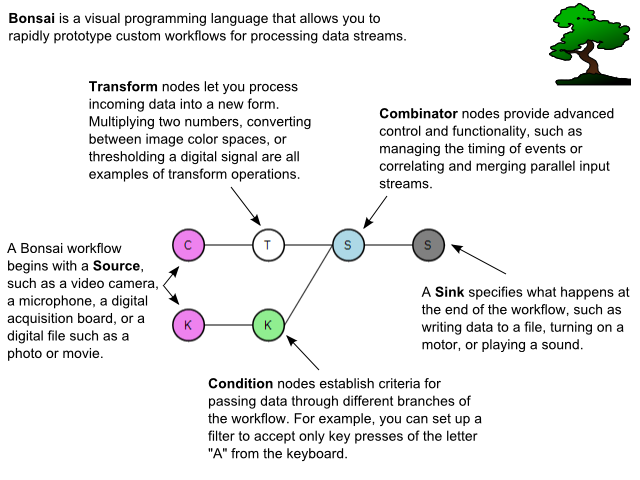 Bonsai is a visual programming language that allows you to
rapidly prototype custom workflows for processing data streams.
Transform nodes let you process
incoming data into a new form.
Multiplying two numbers, converting
between image color spaces, or
thresholding a digital signal are all
examples of transform operations.
Combinator nodes provide advanced
control and functionality, such as
managing the timing of events or
correlating and merging parallel input
streams.
C
T
S
S
A Bonsai workflow
begins with a Source,
such as a video camera,
a microphone, a digital
acquisition board, or a
digital file such as a
photo or movie.
K
K
A Sink specifies what happens at
the end of the workflow, such as
writing data to a file, turning on a
motor, or playing a sound.
Condition nodes establish criteria for
passing data through different branches of
the workflow. For example, you can set up a
filter to accept only key presses of the letter
"A" from the keyboard.